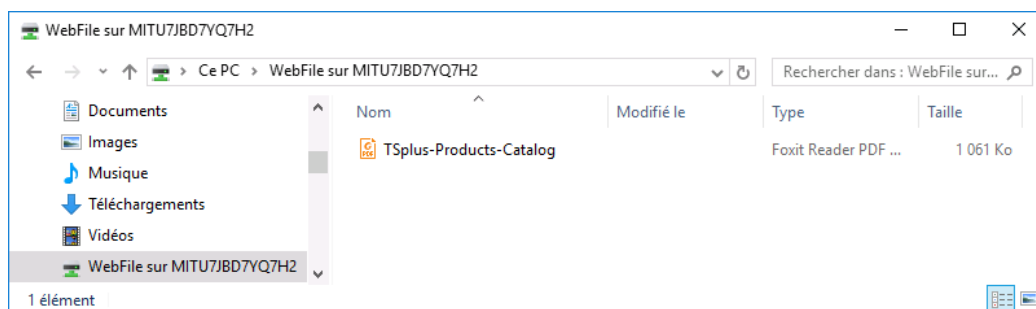 WebFile sur MITU7JBD7YQ7H2
Ce PC > WebFile sur MITU7JBD7YQ7H2
Rechercher dans : WebFile sur...
Documents
Images
Musique
Téléchargements
Vidéos
WebFile sur MITU7JBD7YQ7H2
Nom Modifié le Type Taille
TSplus-Products-Catalog Foxit Reader PDF ... 1 061 Ko
1 élément